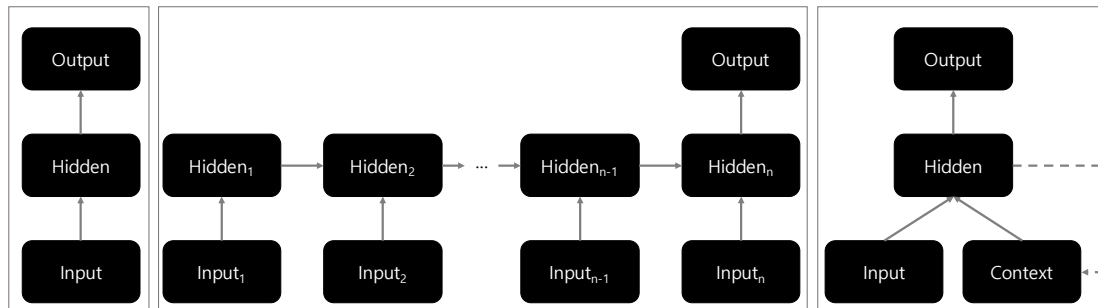 Output
Hidden
Input
Output
Hidden₁
Hidden₂
...
Hiddenₙ₋₁
Hiddenₙ
Input₁
Input₂
Inputₙ₋₁
Inputₙ
Output
Hidden
Input
Context